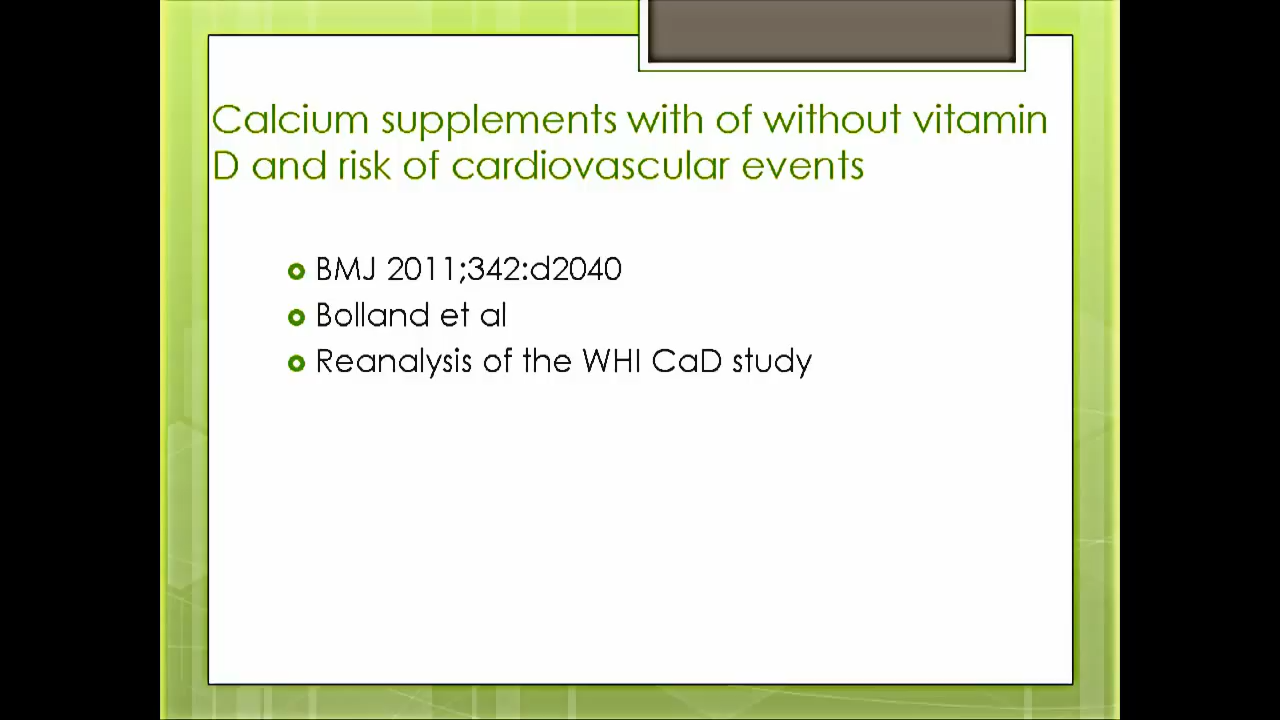 Calcium supplements with of without vitamin
D and risk of cardiovascular events
BMJ 2011;342:d2040
Bolland et al
Reanalysis of the WHI CaD study